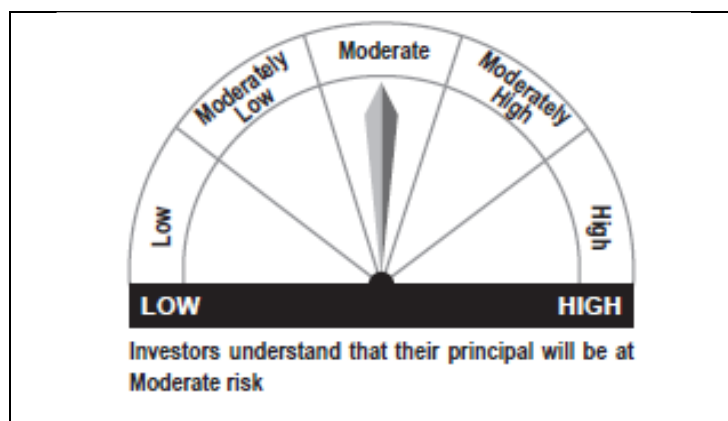 Low
Moderately
Low
Moderate
Moderately
High
High
LOW
HIGH
Investors understand that their principal will be at
Moderate risk